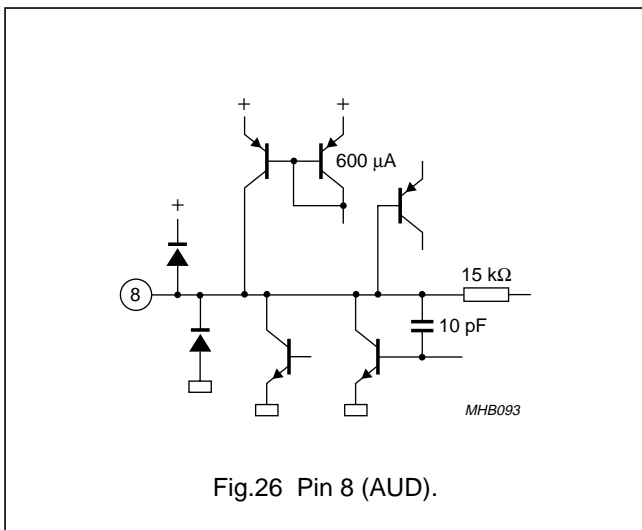 + +
600 µA
+
15 kΩ
8
10 pF
MHB093
Fig.26 Pin 8 (AUD).